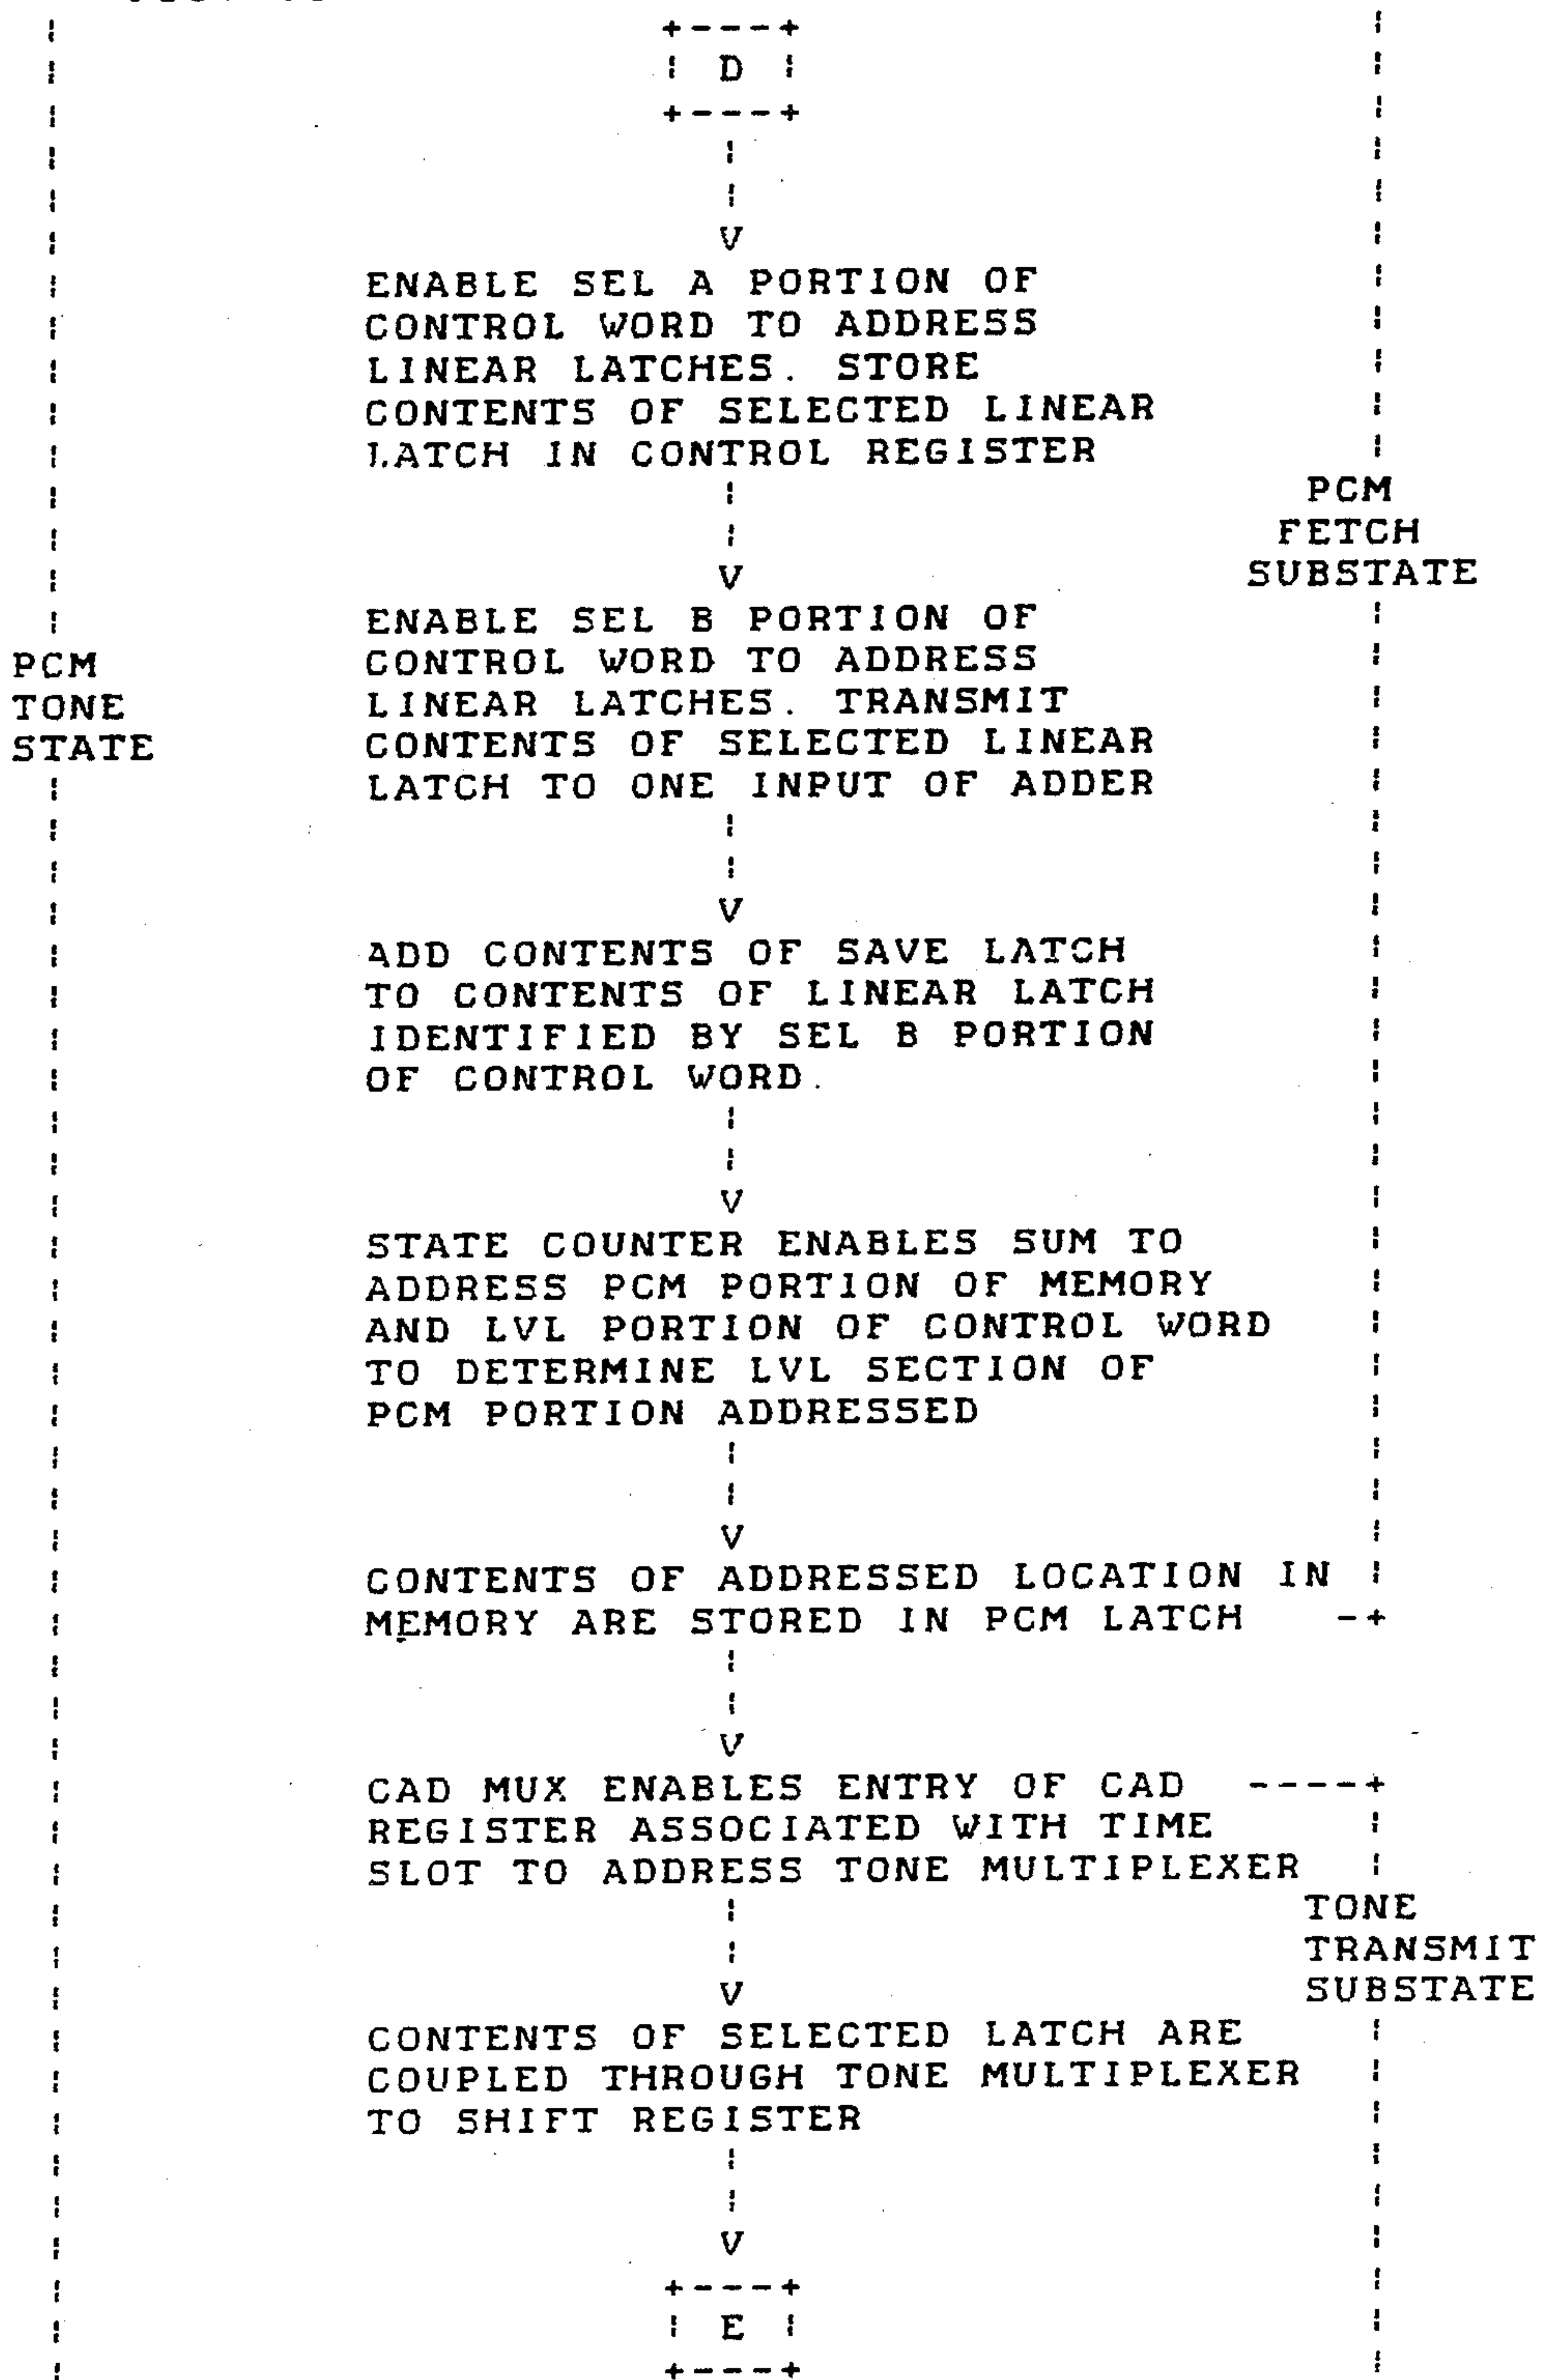 D
ENABLE SEL A PORTION OF
CONTROL WORD TO ADDRESS
LINEAR LATCHES. STORE
CONTENTS OF SELECTED LINEAR
LATCH IN CONTROL REGISTER
PCM
FETCH
SUBSTATE
ENABLE SEL B PORTION OF
CONTROL WORD TO ADDRESS
LINEAR LATCHES. TRANSMIT
CONTENTS OF SELECTED LINEAR
LATCH TO ONE INPUT OF ADDER
PCM
TONE
STATE
ADD CONTENTS OF SAVE LATCH
TO CONTENTS OF LINEAR LATCH
IDENTIFIED BY SEL B PORTION
OF CONTROL WORD.
STATE COUNTER ENABLES SUM TO
ADDRESS PCM PORTION OF MEMORY
AND LVL PORTION OF CONTROL WORD
TO DETERMINE LVL SECTION OF
PCM PORTION ADDRESSED
CONTENTS OF ADDRESSED LOCATION IN
MEMORY ARE STORED IN PCM LATCH
CAD MUX ENABLES ENTRY OF CAD
REGISTER ASSOCIATED WITH TIME
SLOT TO ADDRESS TONE MULTIPLEXER
TONE
TRANSMIT
SUBSTATE
CONTENTS OF SELECTED LATCH ARE
COUPLED THROUGH TONE MULTIPLEXER
TO SHIFT REGISTER
E